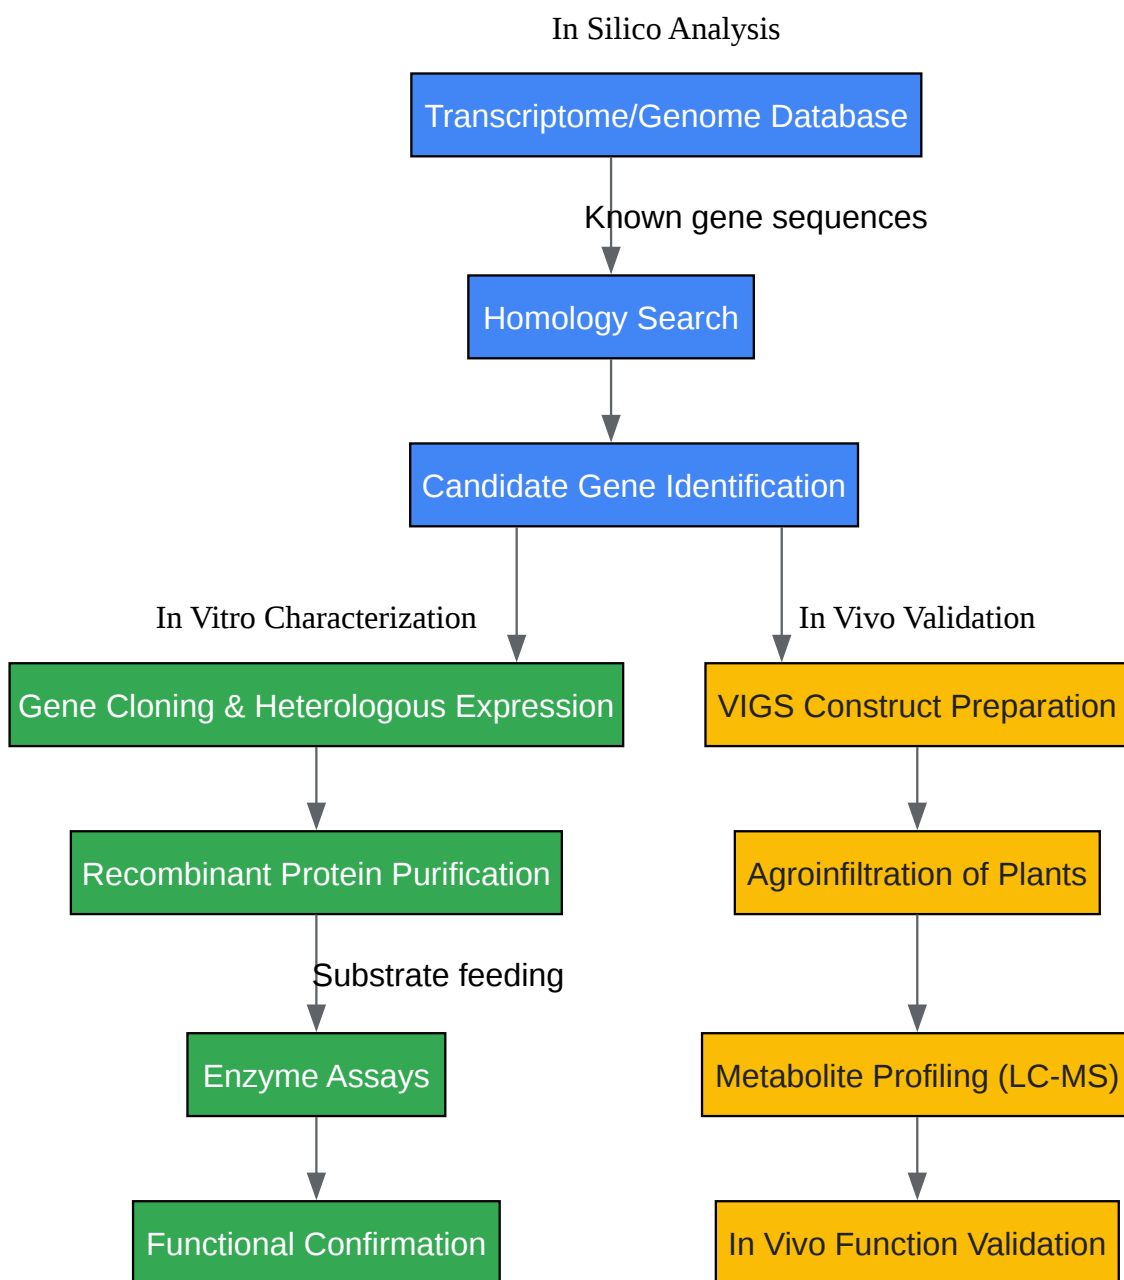 In Silico Analysis
Transcriptome/Genome Database
Known gene sequences
Homology Search
Candidate Gene Identification
In Vitro Characterization
In Vivo Validation
Gene Cloning & Heterologous Expression
VIGS Construct Preparation
Recombinant Protein Purification
Agroinfiltration of Plants
Substrate feeding
Enzyme Assays
Metabolite Profiling (LC-MS)
Functional Confirmation
In Vivo Function Validation